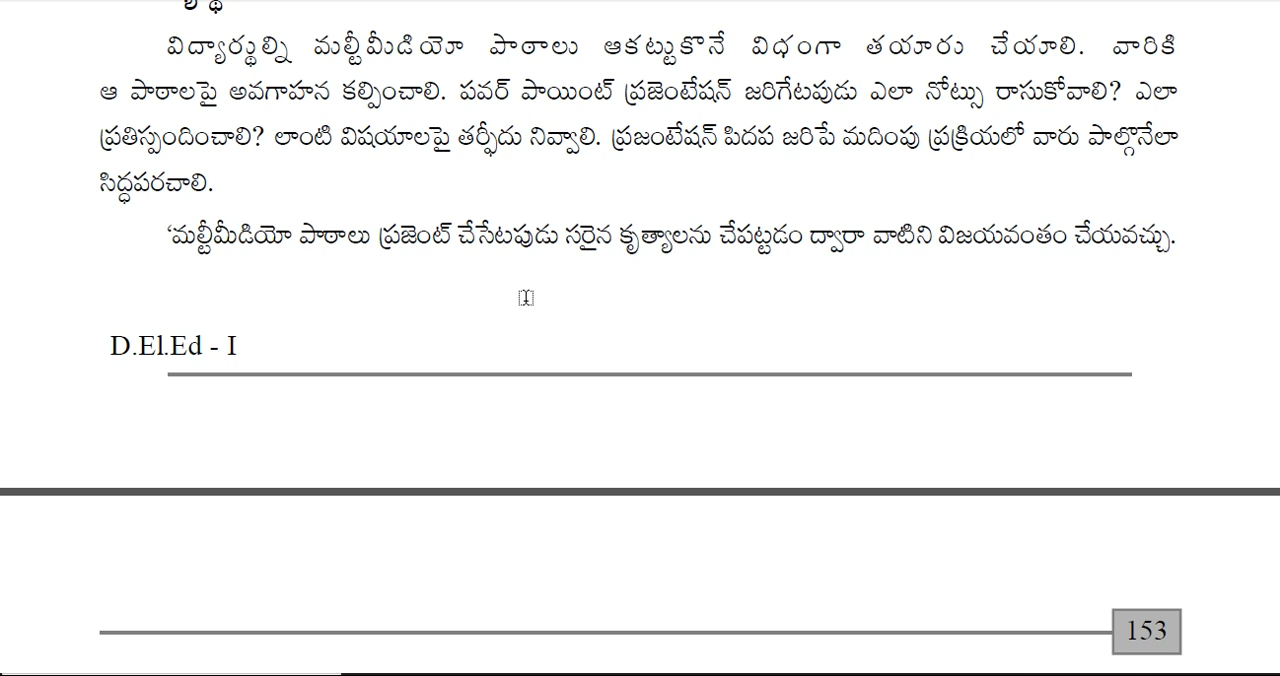 విద్యార్థుల్ని మల్టీమీడియో పాఠాలు ఆకట్టుకొనే విధంగా తయారు చేయాలి. వారికి
ఆ పాఠాలపై అవగాహన కల్పించాలి. పవర్ పాయింట్ ప్రజెంటేషన్ జరిగేటపుడు ఎలా నోట్సు రాసుకోవాలి? ఎలా
ప్రతిస్పందించాలి? లాంటి విషయాలపై తర్ఫీదు నివ్వాలి. ప్రజంటేషన్ పిదప జరిపే మదింపు ప్రక్రియలో వారు పాల్గొనేలా
సిద్ధపరచాలి.
‘మల్టీమీడియో పాఠాలు ప్రజెంట్ చేసేటపుడు సరైన కృత్యాలను చేపట్టడం ద్వారా వాటిని విజయవంతం చేయవచ్చు.
D.El.Ed - I
153